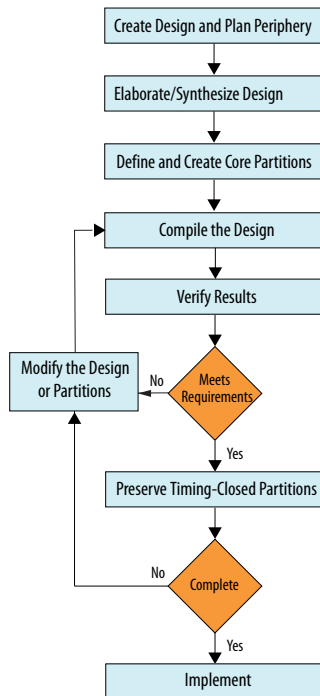 Create Design and Plan Periphery
Elaborate/Synthesize Design
Define and Create Core Partitions
Compile the Design
Verify Results
Modify the Design
or Partitions
No
Meets
Requirements
Yes
Preserve Timing-Closed Partitions
No
Complete
Yes
Implement